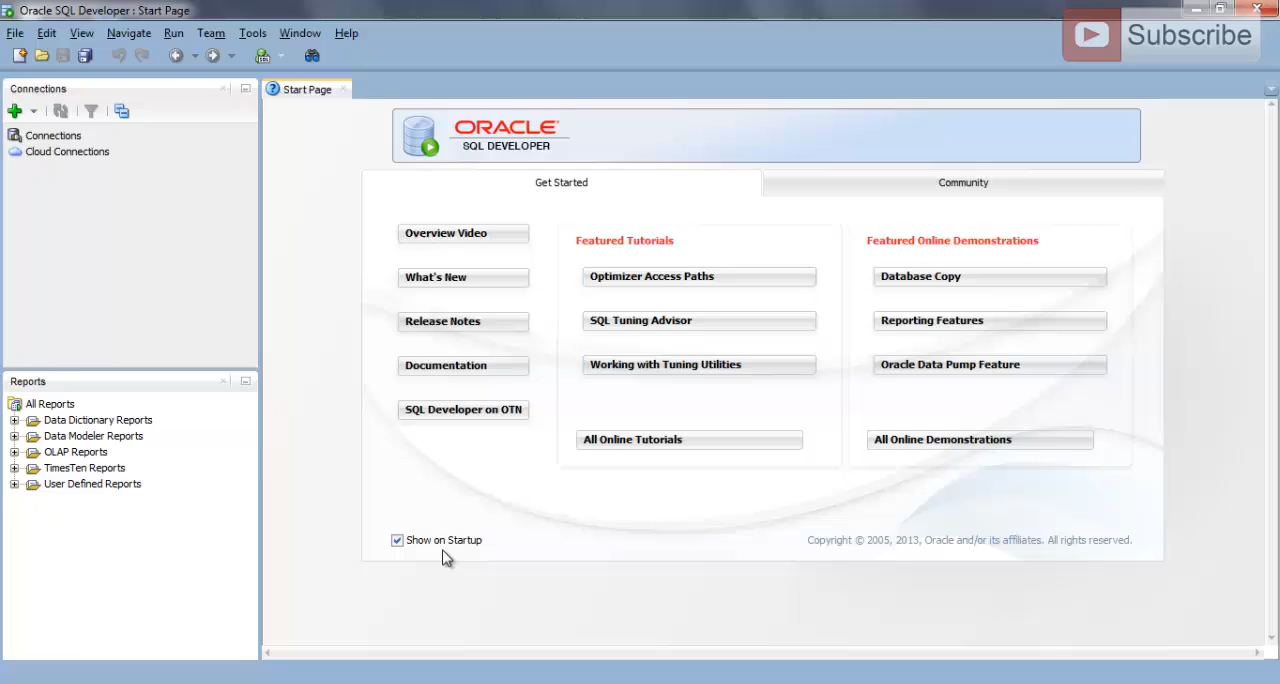 Oracle SQL Developer : Start Page
File Edit View Navigate Run Team Tools Window Help
Subscribe
Connections
Start Page
Connections
Cloud Connections
ORACLE
SQL DEVELOPER
Get Started
Community
Overview Video
What's New
Release Notes
Documentation
SQL Developer on OTN
Featured Tutorials
Optimizer Access Paths
SQL Tuning Advisor
Working with Tuning Utilities
All Online Tutorials
Featured Online Demonstrations
Database Copy
Reporting Features
Oracle Data Pump Feature
All Online Demonstrations
Reports
All Reports
Data Dictionary Reports
Data Modeler Reports
OLAP Reports
TimesTen Reports
User Defined Reports
Show on Startup
Copyright © 2005, 2013, Oracle and/or its affiliates. All rights reserved.